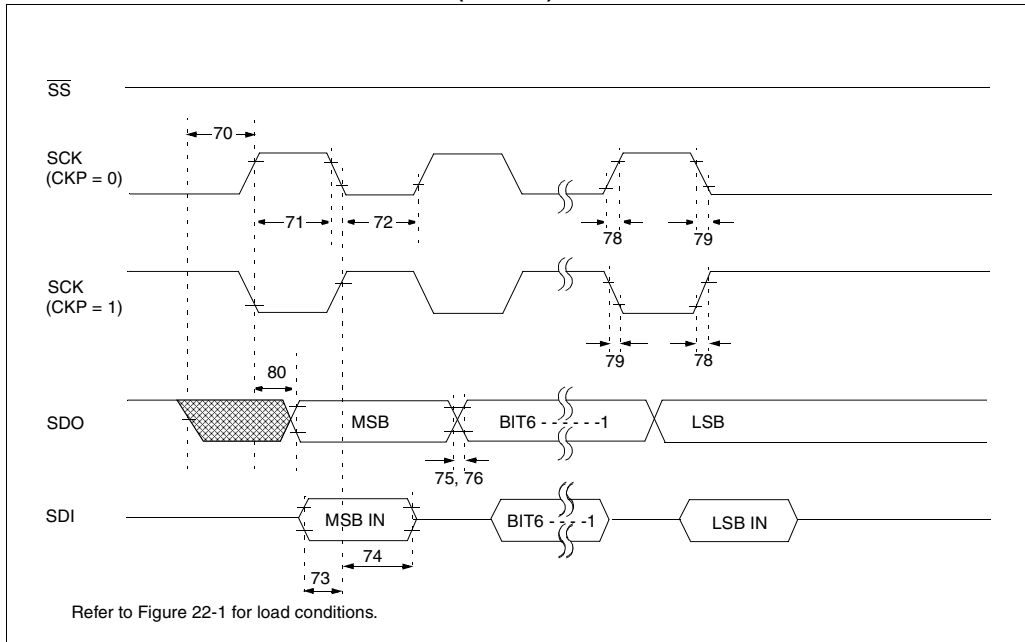 SS
70
SCK
(CKP = 0)
71
72
78
79
SCK
(CKP = 1)
79
78
80
SDO
MSB
BIT6 - - - - - -1
LSB
75, 76
SDI
MSB IN
BIT6 - - - -1
LSB IN
74
73
Refer to Figure 22-1 for load conditions.